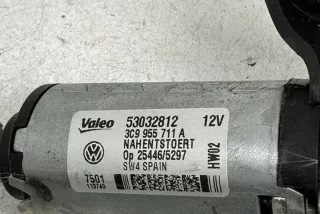 Valeo 53032812 12V
3C9 955 711 A
NAHENTSTOERT
Op 25446/5297
SW4 SPAIN
HW02
7501